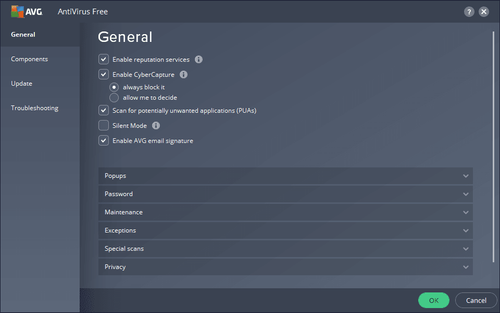 AVG AntiVirus Free
General
Components
Update
Troubleshooting
General
Enable reputation services
Enable CyberCapture
always block it
allow me to decide
Scan for potentially unwanted applications (PUAs)
Silent Mode
Enable AVG email signature
Popups
Password
Maintenance
Exceptions
Special scans
Privacy
OK Cancel